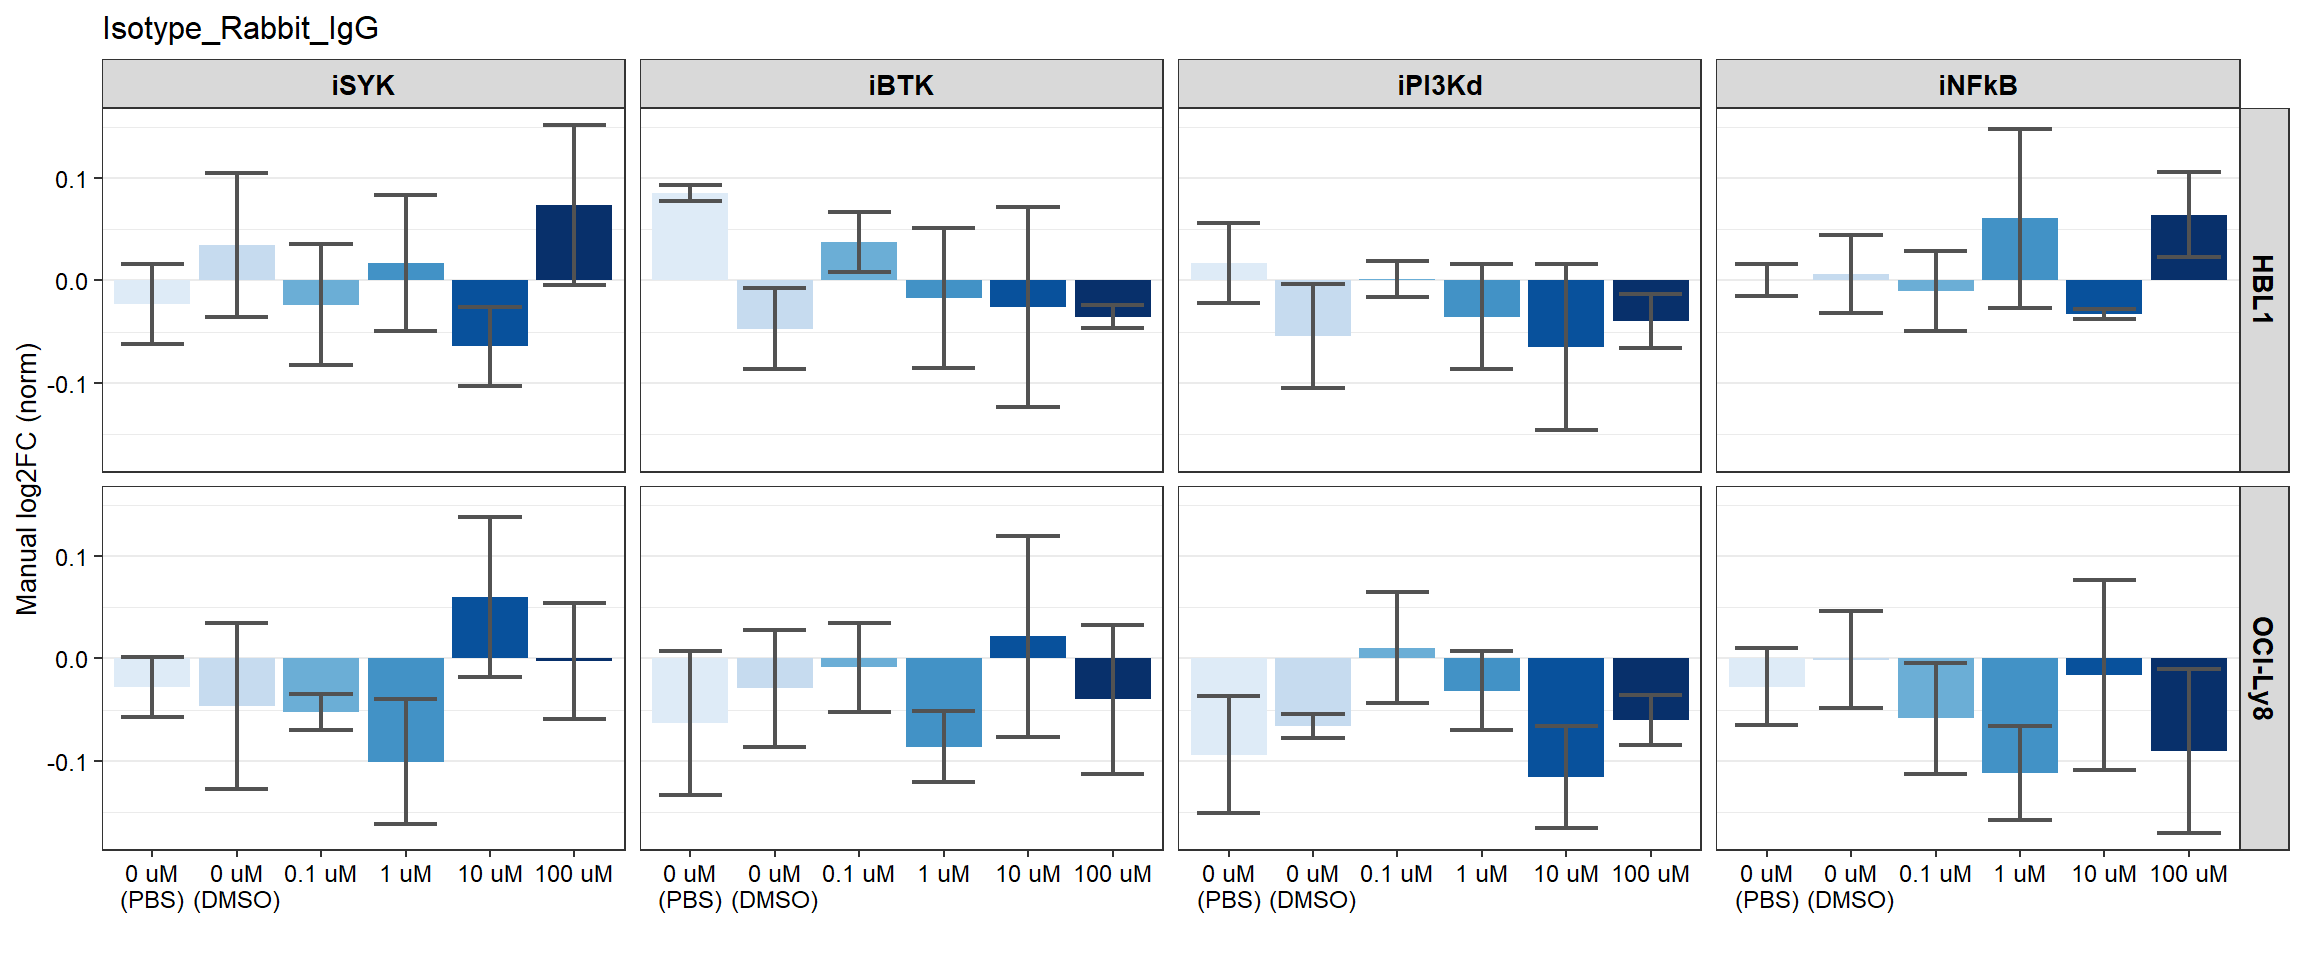 Isotype_Rabbit_IgG
iSYK iBTK iPI3Kd iNFkB
Manual log2FC (norm)
0.1
0.0
-0.1
HBL1
0.1
0.0
-0.1
OCI-Ly8
0 uM 0 uM 0.1 uM 1 uM 10 uM 100 uM 0 uM 0 uM 0.1 uM 1 uM 10 uM 100 uM 0 uM 0 uM 0.1 uM 1 uM 10 uM 100 uM 0 uM 0 uM 0.1 uM 1 uM 10 uM 100 uM
(PBS) (DMSO) (PBS) (DMSO) (PBS) (DMSO) (PBS) (DMSO)